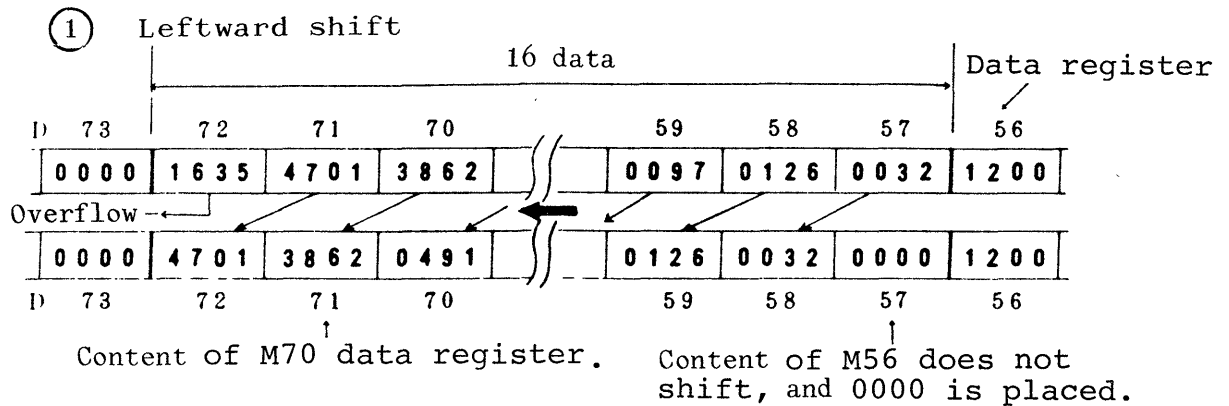 ① Leftward shift
16 data
Data register
D 73 72 71 70 59 58 57 56
0000 1635 4701 3862 0097 0126 0032 1200
Overflow
0000 4701 3862 0491 0126 0032 0000 1200
D 73 72 71 70 59 58 57 56
Content of M70 data register. Content of M56 does not
shift, and 0000 is placed.